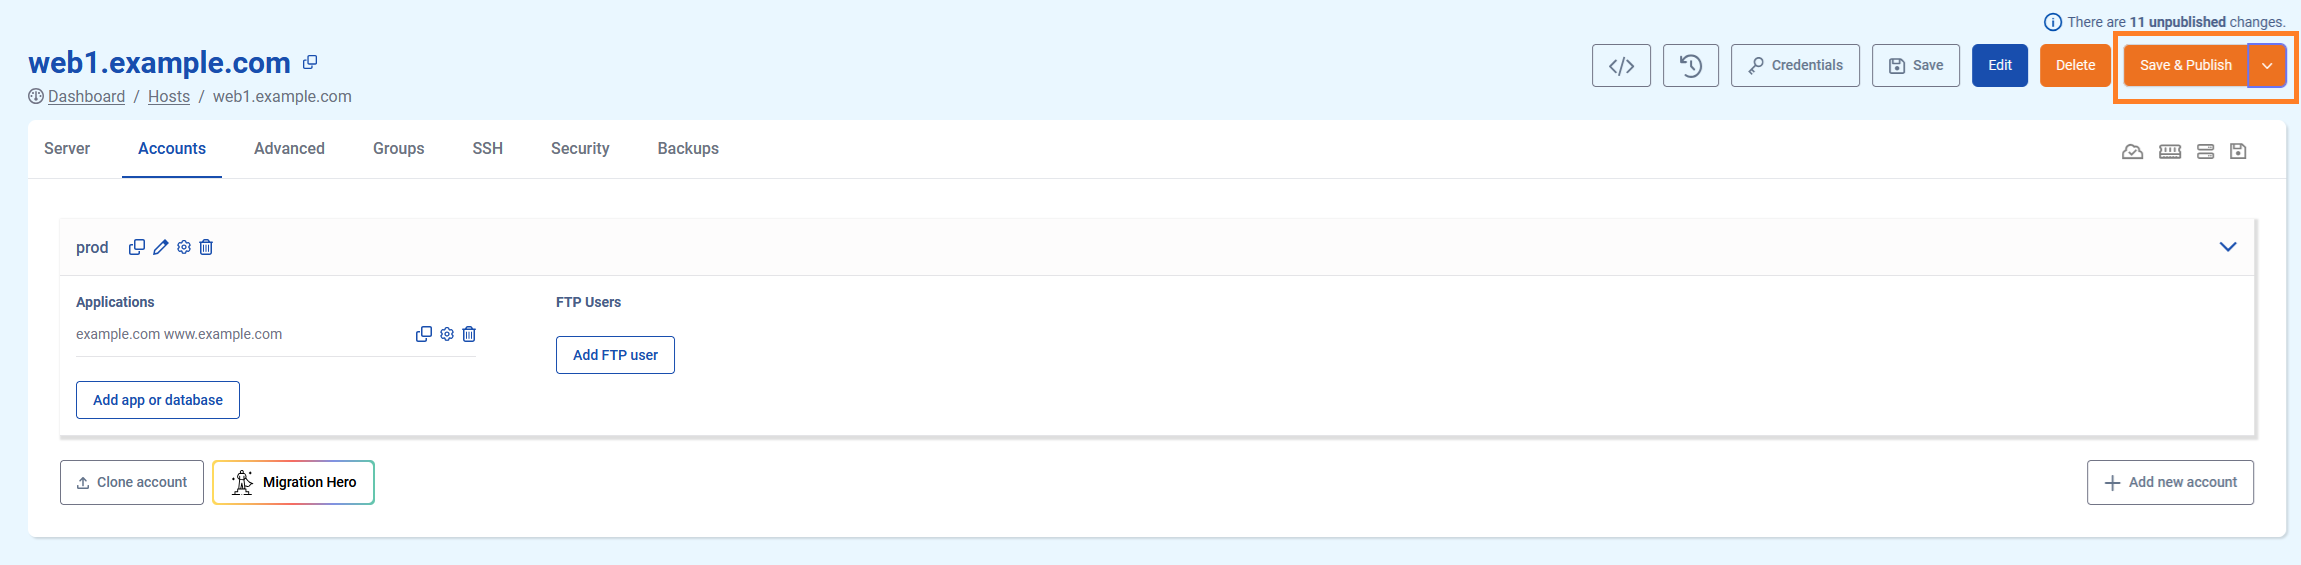 There are 11 unpublished changes.
web1.example.com
Credentials
Save
Edit
Delete
Save & Publish
Dashboard / Hosts / web1.example.com
Server
Accounts
Advanced
Groups
SSH
Security
Backups
prod
Applications
FTP Users
example.com www.example.com
Add FTP user
Add app or database
Clone account
Migration Hero
Add new account